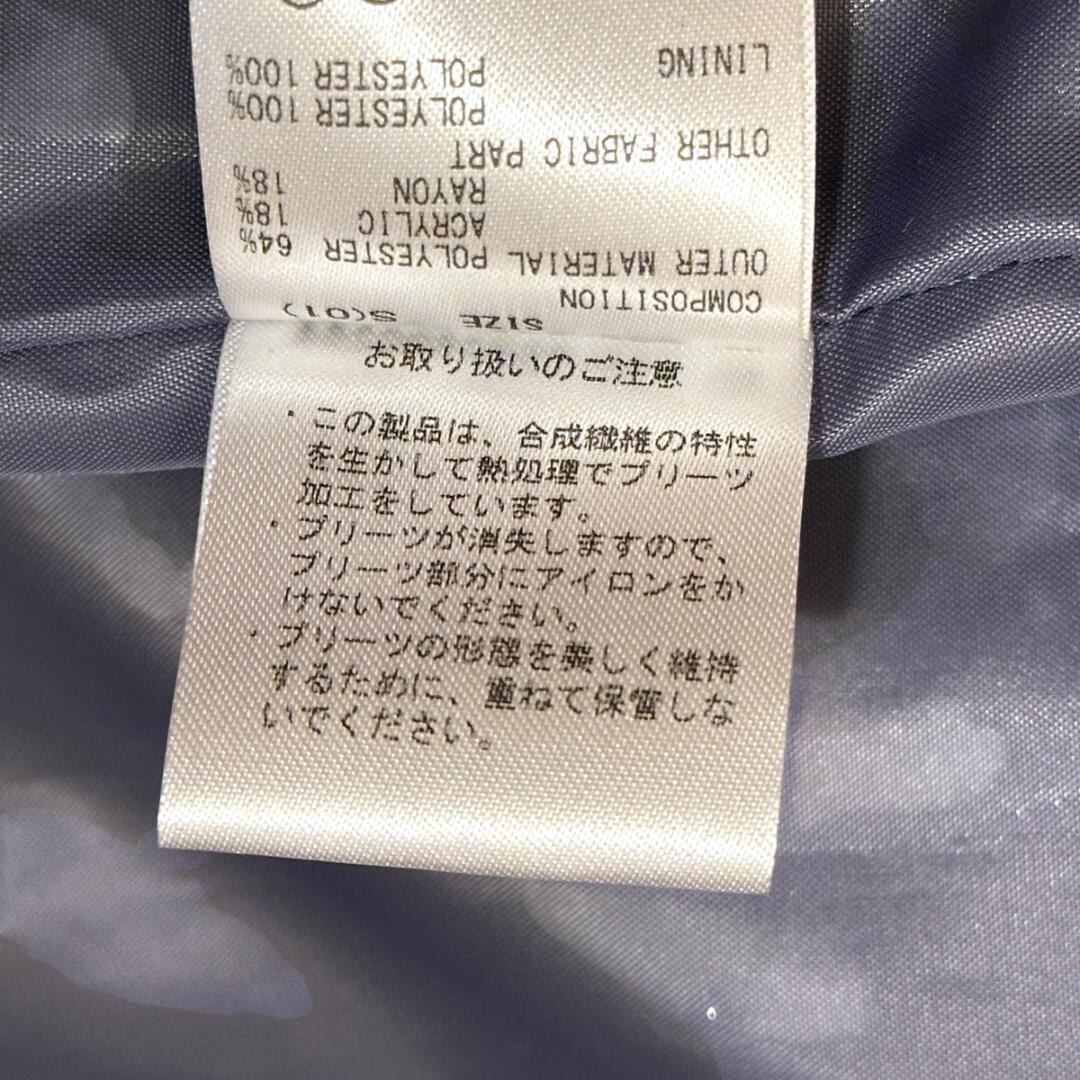 お取り扱いのご注意
・この製品は、合成繊維の特性
を生かして熱処理でプリーツ
加工をしています。
・プリーツが消失しますので、
プリーツ部分にアイロンをか
けないでください。
・プリーツの形態を美しく維持
するために、重ねて保管しな
いでください。
SIZE S(01)
COMPOSITION
OUTER MATERIAL POLYESTER 64%
ACRYLIC 18%
RAYON 18%
OTHER FABRIC PART
POLYESTER 100%
LINING POLYESTER 100%